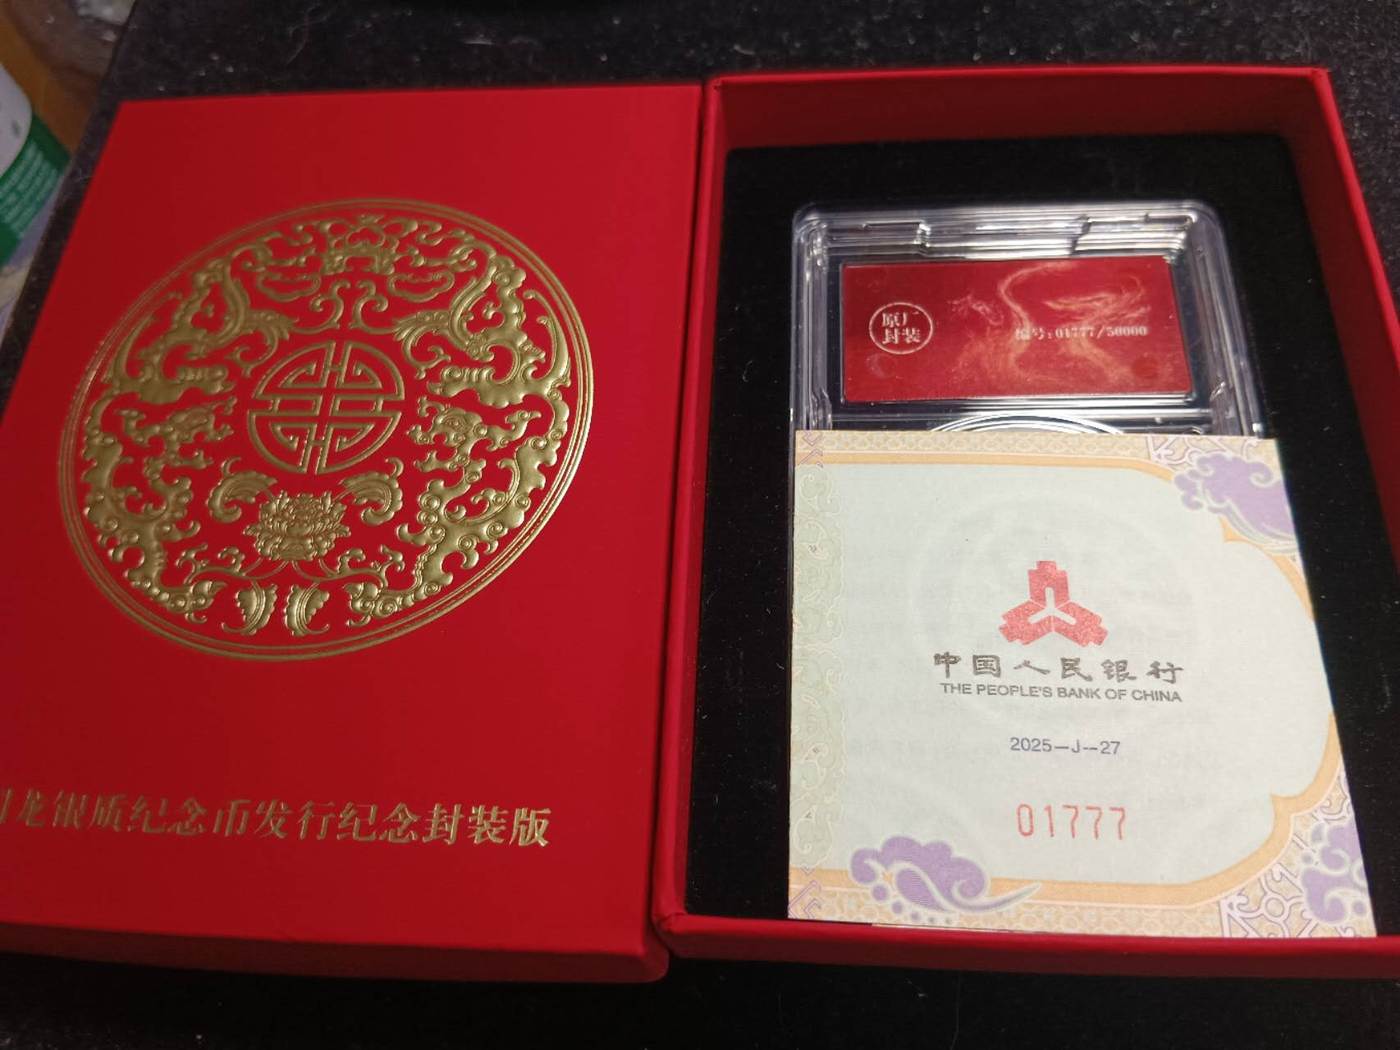 龙银质纪念币发行纪念封装版
原厂
封装
编号:01777/50000
中国人民银行
THE PEOPLE'S BANK OF CHINA
2025—J--27
01777